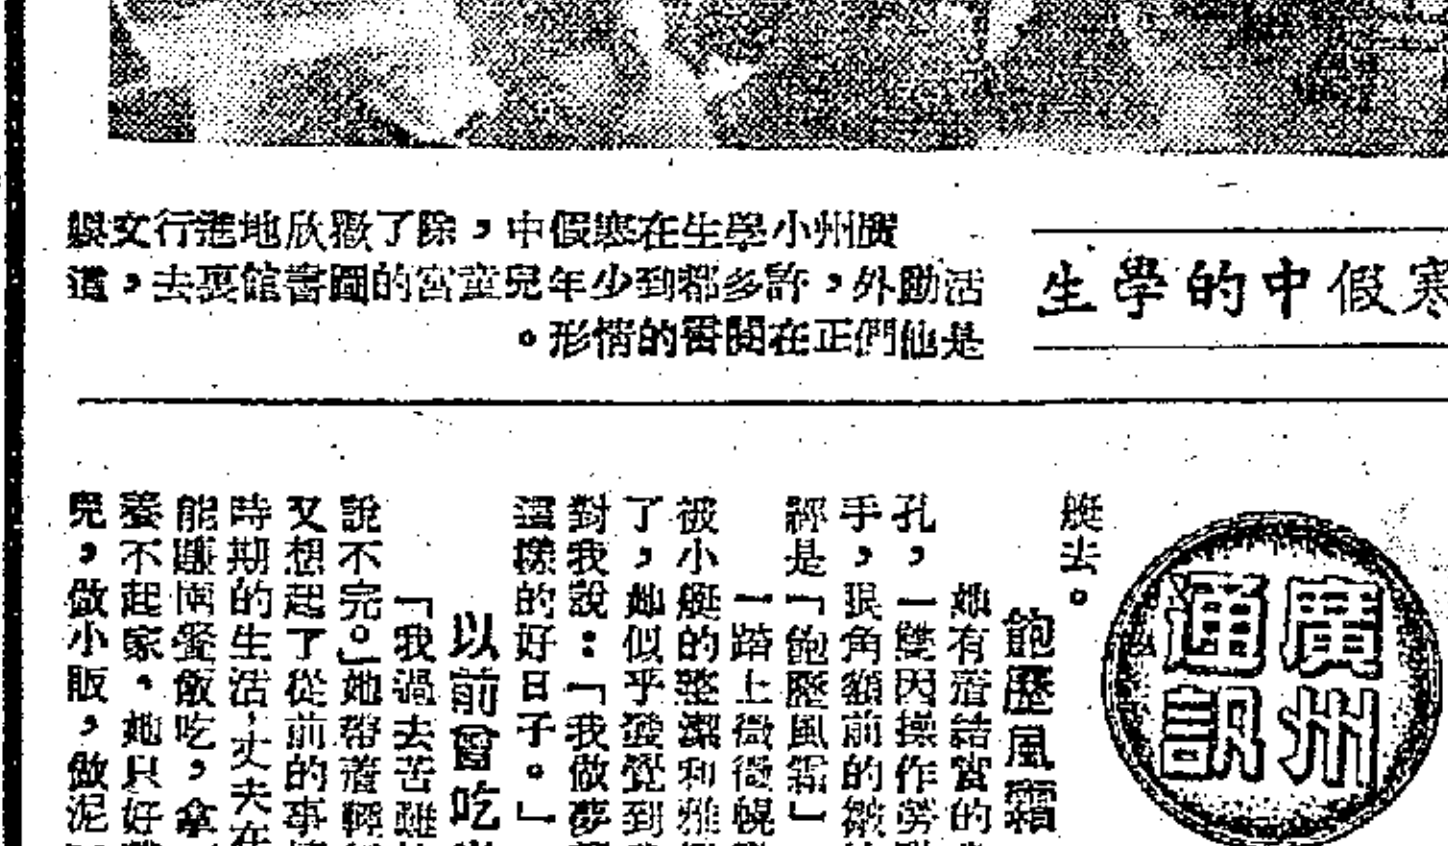 寒假中的學生
廣州小學生在寒假中，除了歡欣地進行文娛
活動外，許多都到少年兒童宮的圖書館裏去，這
是他們正在閱書的情形。
廣州
通訊
艇去。
飽歷風霜
她有着結實的
孔，一雙因操作勞
手，眼角額前的皺
經是「飽歷風霜」
一踏上微微幌
被小艇的整潔和雅
了，她似乎發覺到
對我說：「我做夢
這樣的好日子。」
以前曾吃
「我過去苦難
說不完。」她帶着輕
又想起了從前的事
時期的生活，丈夫在
能賺兩餐飯吃，拿
養不起家。她只好
兒，做小販，做泥